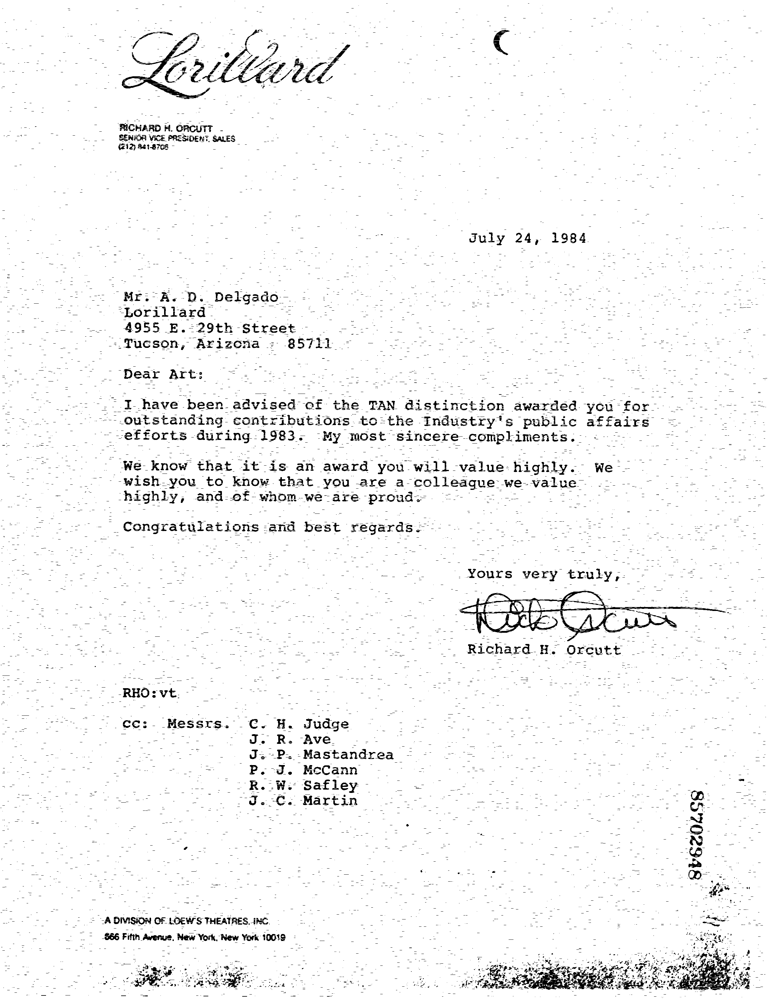 Lorillard
RICHARD H. ORCUTT
SENIOR VICE PRESIDENT, SALES
(212) 841-8706
July 24, 1984
Mr. A. D. Delgado
Lorillard
4955 E. 29th Street
Tucson, Arizona 85711
Dear Art:
I have been advised of the TAN distinction awarded you for
outstanding contributions to the Industry's public affairs
efforts during 1983. My most sincere compliments.
We know that it is an award you will value highly. We
wish you to know that you are a colleague we value
highly, and of whom we are proud.
Congratulations and best regards.
Yours very truly,
Dick Orcutt
Richard H. Orcutt
RHO:vt
cc: Messrs. C. H. Judge
J. R. Ave
J. P. Mastandrea
P. J. McCann
R. W. Safley
J. C. Martin
85702948
A DIVISION OF LOEW'S THEATRES, INC.
666 Fifth Avenue, New York, New York 10019